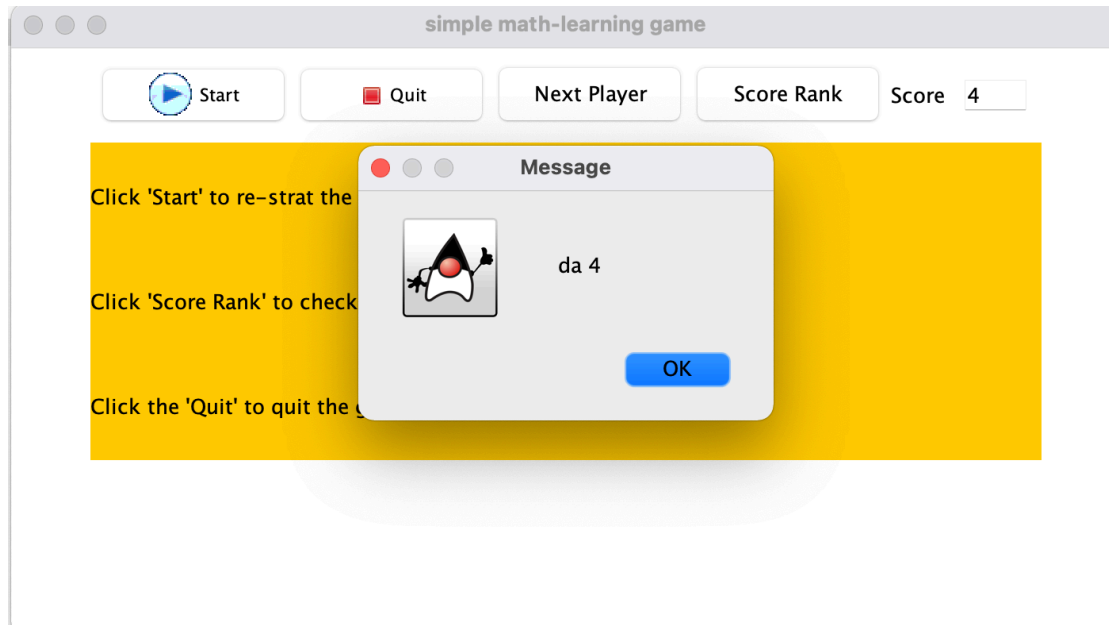 simple math-learning game
Start Quit Next Player Score Rank Score 4
Message
Click 'Start' to re-strat the
da 4
Click 'Score Rank' to check
OK
Click the 'Quit' to quit the